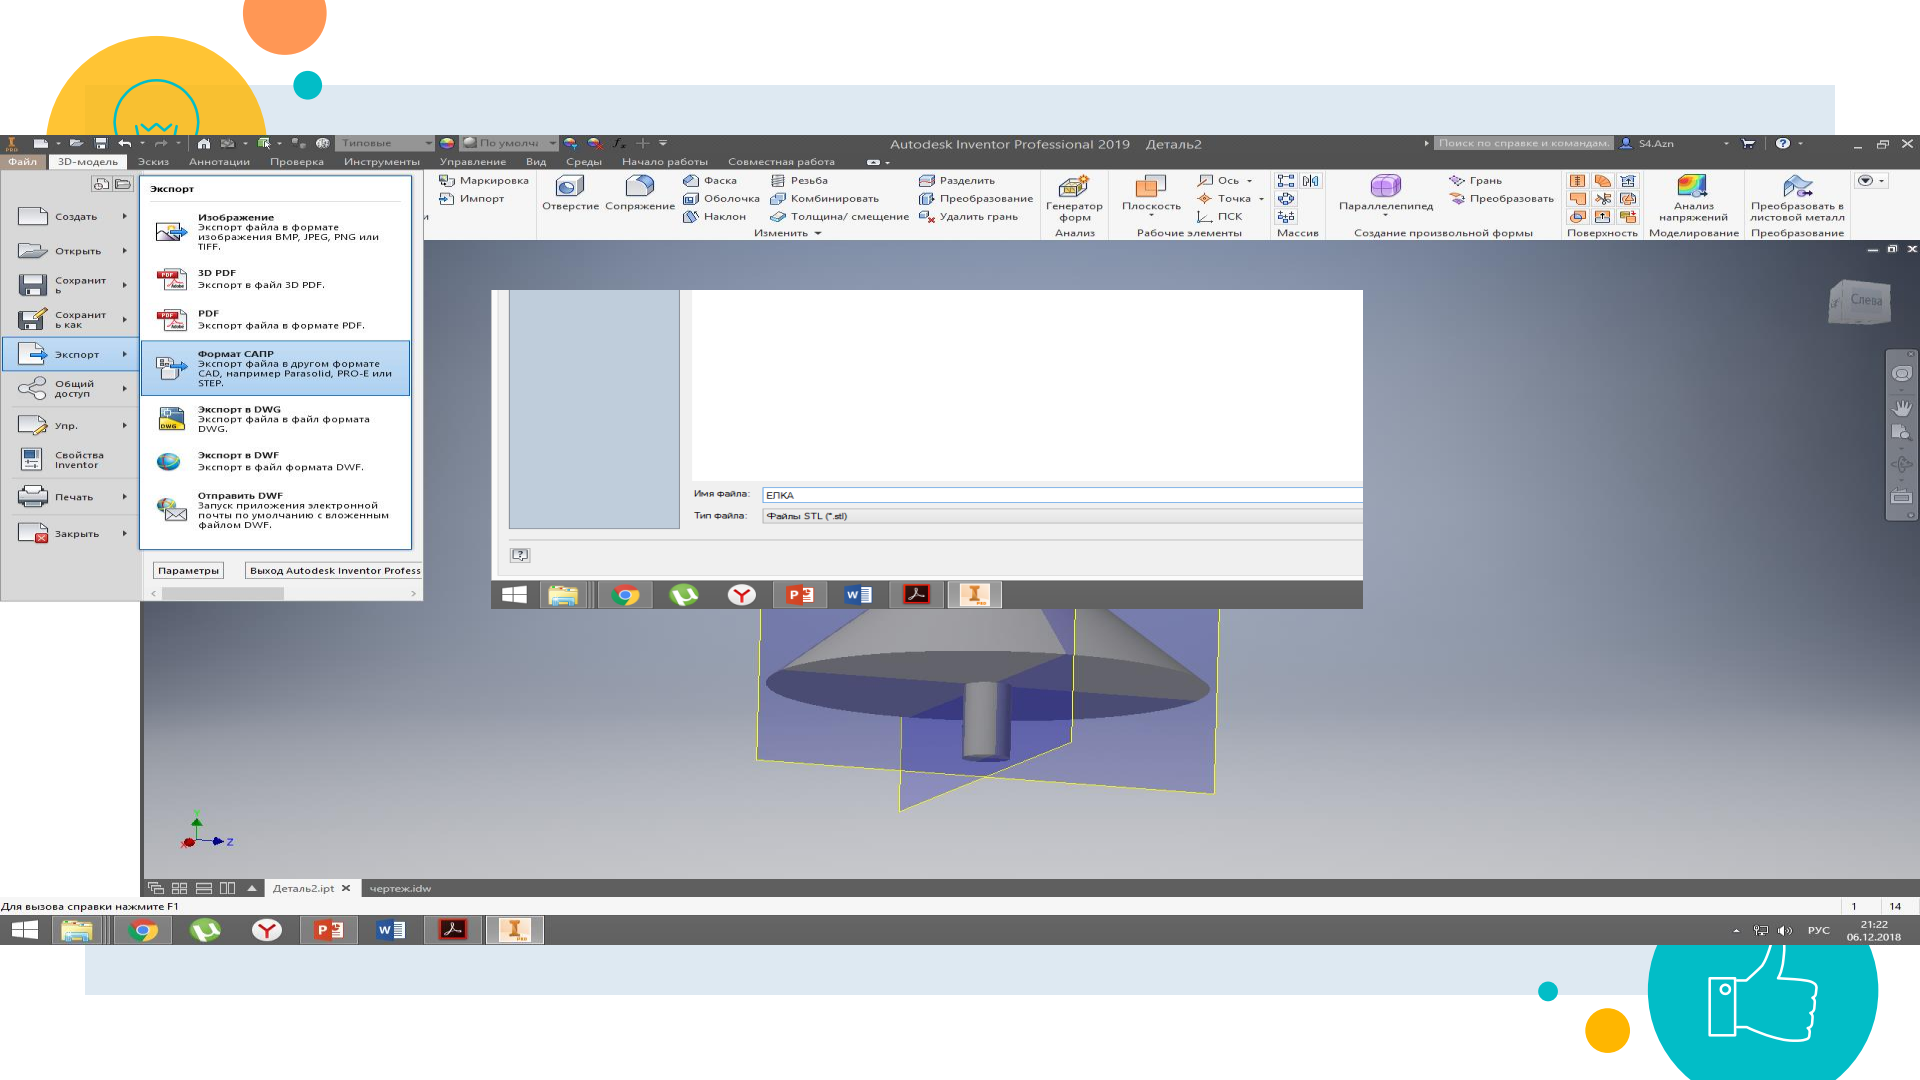 Типовые
По умолча
Autodesk Inventor Professional 2019 Деталь2
Поиск по справке и командам.
S4.Azn
Файл
3D-модель
Эскиз
Аннотации
Проверка
Инструменты
Управление
Вид
Среды
Начало работы
Совместная работа
Экспорт
Создать
Открыть
Сохранит
ь
Сохранит
ь как
Экспорт
Общий
доступ
Упр.
Свойства
Inventor
Печать
Закрыть
Изображение
Экспорт файла в формате
изображения BMP, JPEG, PNG или
TIFF.
3D PDF
Экспорт в файл 3D PDF.
PDF
Экспорт файла в формате PDF.
Формат САПР
Экспорт файла в другом формате
CAD, например Parasolid, PRO-E или
STEP.
Экспорт в DWG
Экспорт файла в файл формата
DWG.
Экспорт в DWF
Экспорт в файл формата DWF.
Отправить DWF
Запуск приложения электронной
почты по умолчанию с вложенным
файлом DWF.
Параметры
Выход Autodesk Inventor Profess
Маркировка
Импорт
и
Отверстие
Сопряжение
Фаска
Оболочка
Наклон
Резьба
Комбинировать
Толщина/ смещение
Разделить
Преобразование
Удалить грань
Изменить
Генератор
форм
Анализ
Плоскость
Ось
Точка
ПСК
Рабочие элементы
Массив
Параллелепипед
Грань
Преобразовать
Создание произвольной формы
Поверхность
Анализ
напряжений
Моделирование
Преобразовать в
листовой металл
Преобразование
Слева
Имя файла:
ЕЛКА
Тип файла:
Файлы STL (*.stl)
Y
X
Z
Деталь2.ipt
чертеж.idw
Для вызова справки нажмите F1
1
14
РУС
21:22
06.12.2018